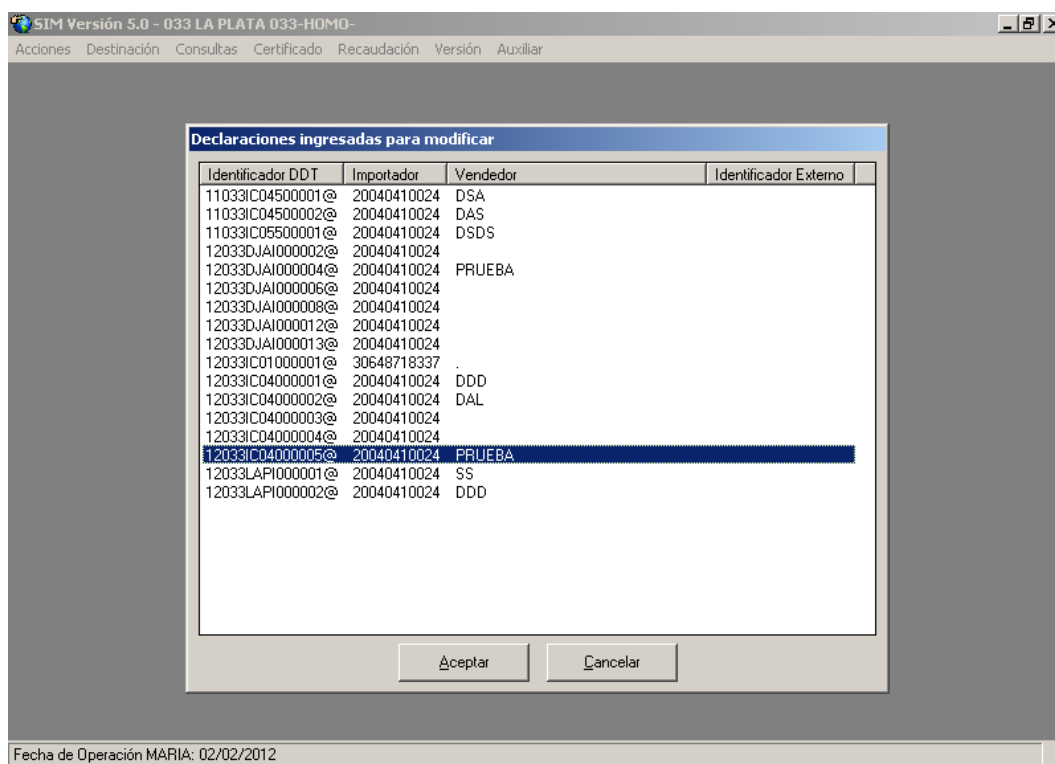 SIM Versión 5.0 - 033 LA PLATA 033-HOMO-
Acciones Destinación Consultas Certificado Recaudación Versión Auxiliar
Declaraciones ingresadas para modificar
Identificador DDT Importador Vendedor Identificador Externo
11033IC04500001@ 20040410024 DSA
11033IC04500002@ 20040410024 DAS
11033IC05500001@ 20040410024 DSDS
12033DJAI000002@ 20040410024
12033DJAI000004@ 20040410024 PRUEBA
12033DJAI000006@ 20040410024
12033DJAI000008@ 20040410024
12033DJAI000012@ 20040410024
12033DJAI000013@ 20040410024
12033IC01000001@ 30648718337 .
12033IC04000001@ 20040410024 DDD
12033IC04000002@ 20040410024 DAL
12033IC04000003@ 20040410024
12033IC04000004@ 20040410024
12033IC04000005@ 20040410024 PRUEBA
12033LAPI000001@ 20040410024 SS
12033LAPI000002@ 20040410024 DDD
Aceptar Cancelar
Fecha de Operación MARIA: 02/02/2012